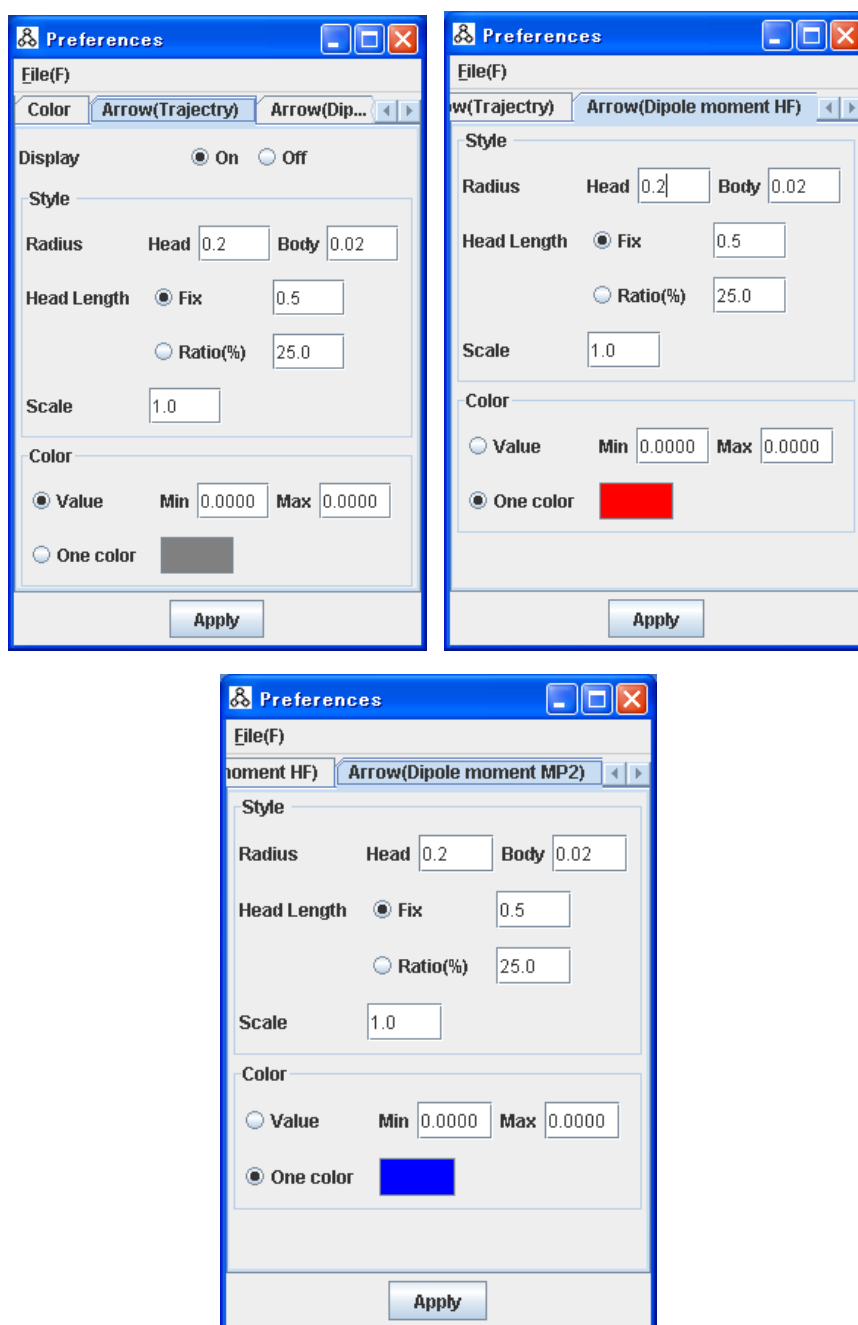 Preferences
File(F)
Color Arrow(Trajectry) Arrow(Dip...
Display On Off
Style
Radius Head 0.2 Body 0.02
Head Length Fix 0.5
Ratio(%) 25.0
Scale 1.0
Color
Value Min 0.0000 Max 0.0000
One color
Apply
Preferences
File(F)
w(Trajectry) Arrow(Dipole moment HF)
Style
Radius Head 0.2 Body 0.02
Head Length Fix 0.5
Ratio(%) 25.0
Scale 1.0
Color
Value Min 0.0000 Max 0.0000
One color
Apply
Preferences
File(F)
moment HF) Arrow(Dipole moment MP2)
Style
Radius Head 0.2 Body 0.02
Head Length Fix 0.5
Ratio(%) 25.0
Scale 1.0
Color
Value Min 0.0000 Max 0.0000
One color
Apply